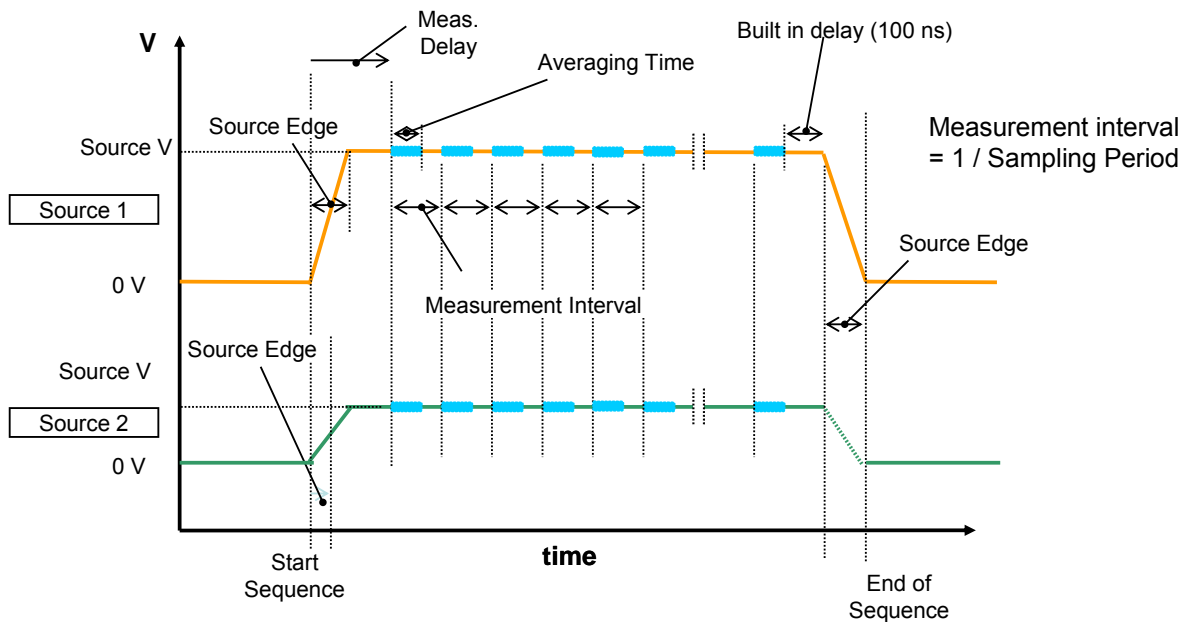 Meas.
Delay
Built in delay (100 ns)
V
Averaging Time
Source Edge
Measurement interval
= 1 / Sampling Period
Source V
Source 1
Source Edge
0 V
Measurement Interval
Source Edge
Source V
Source 2
0 V
time
Start
Sequence
End of
Sequence